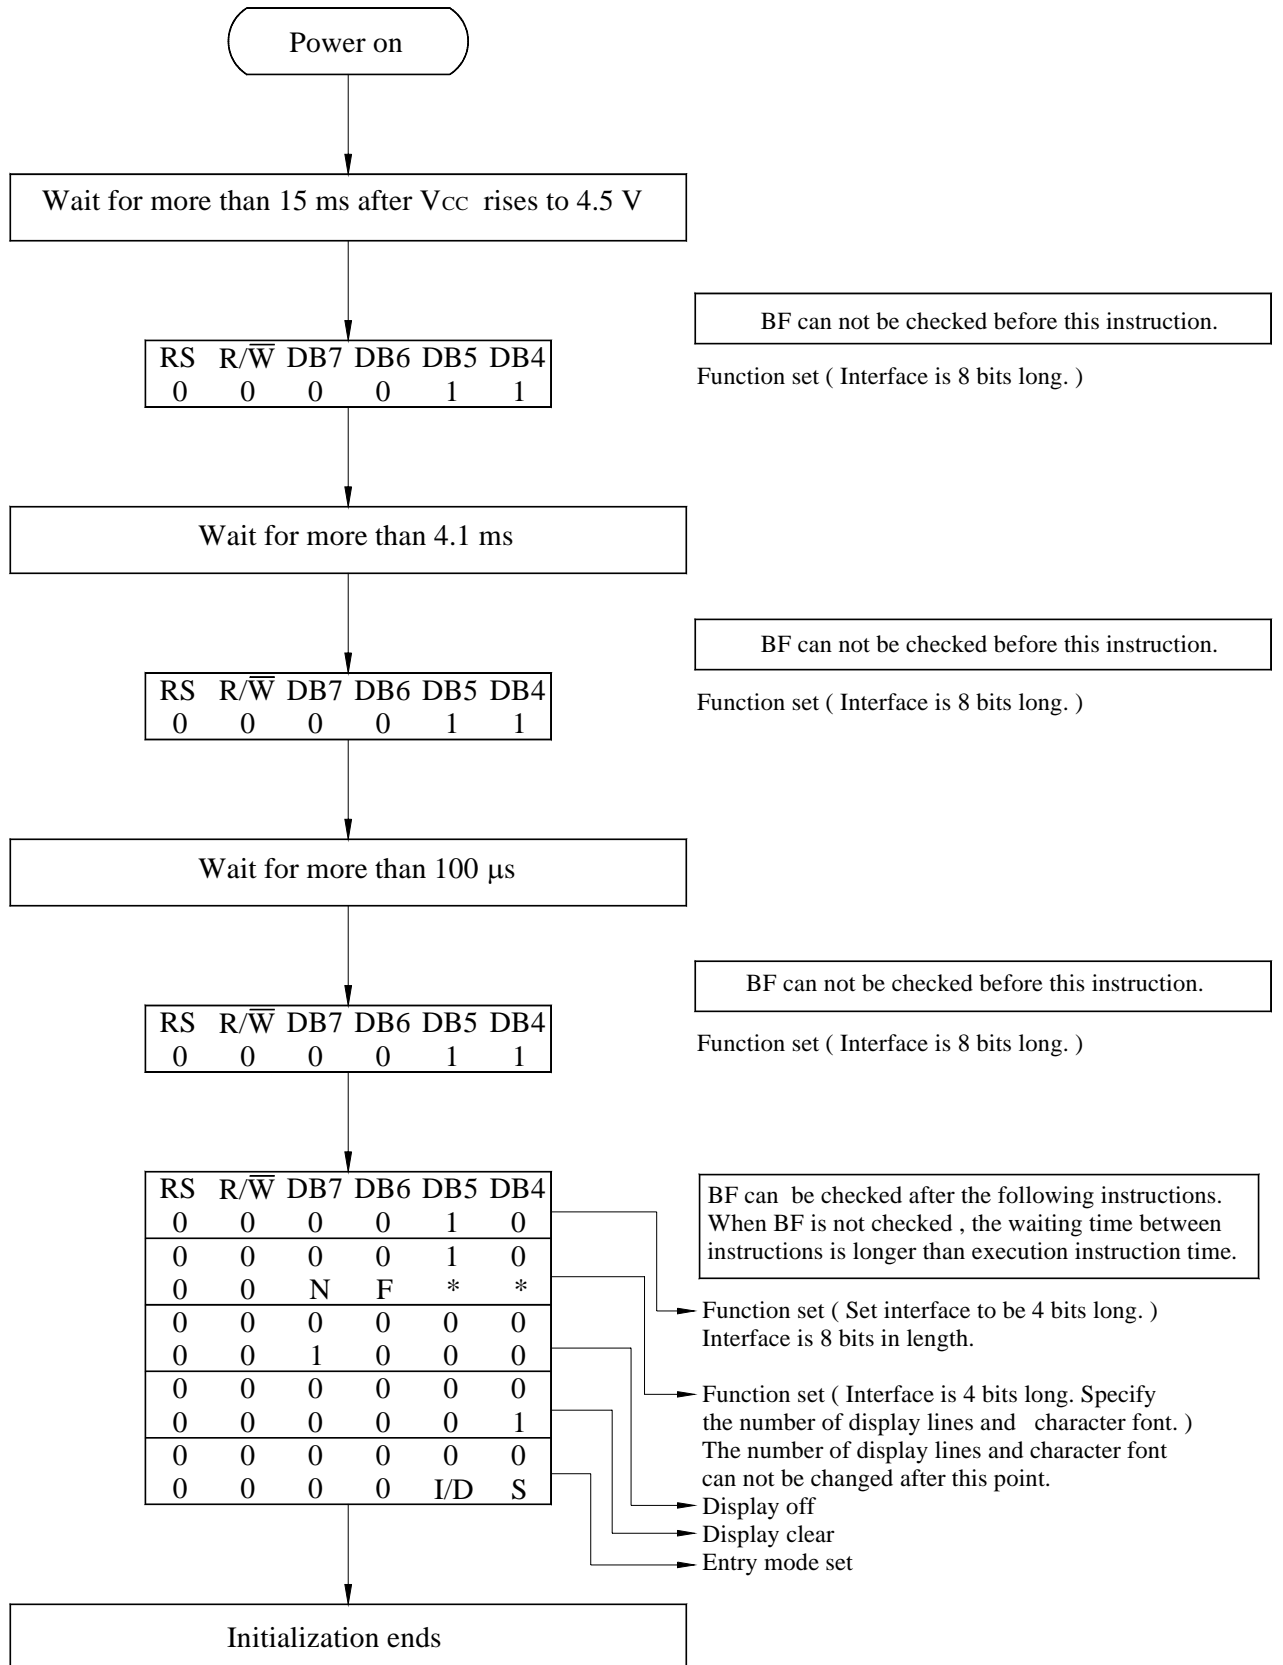 Power on
Wait for more than 15 ms after VCC rises to 4.5 V
BF can not be checked before this instruction.
RS R/W̅ DB7 DB6 DB5 DB4
0 0 0 0 1 1
Function set ( Interface is 8 bits long. )
Wait for more than 4.1 ms
BF can not be checked before this instruction.
RS R/W̅ DB7 DB6 DB5 DB4
0 0 0 0 1 1
Function set ( Interface is 8 bits long. )
Wait for more than 100 μs
BF can not be checked before this instruction.
RS R/W̅ DB7 DB6 DB5 DB4
0 0 0 0 1 1
Function set ( Interface is 8 bits long. )
RS R/W̅ DB7 DB6 DB5 DB4
0 0 0 0 1 0
0 0 0 0 1 0
0 0 N F * *
0 0 0 0 0 0
0 0 1 0 0 0
0 0 0 0 0 0
0 0 0 0 0 1
0 0 0 0 0 0
0 0 0 0 I/D S
BF can be checked after the following instructions.
When BF is not checked , the waiting time between
instructions is longer than execution instruction time.
Function set ( Set interface to be 4 bits long. )
Interface is 8 bits in length.
Function set ( Interface is 4 bits long. Specify
the number of display lines and character font. )
The number of display lines and character font
can not be changed after this point.
Display off
Display clear
Entry mode set
Initialization ends